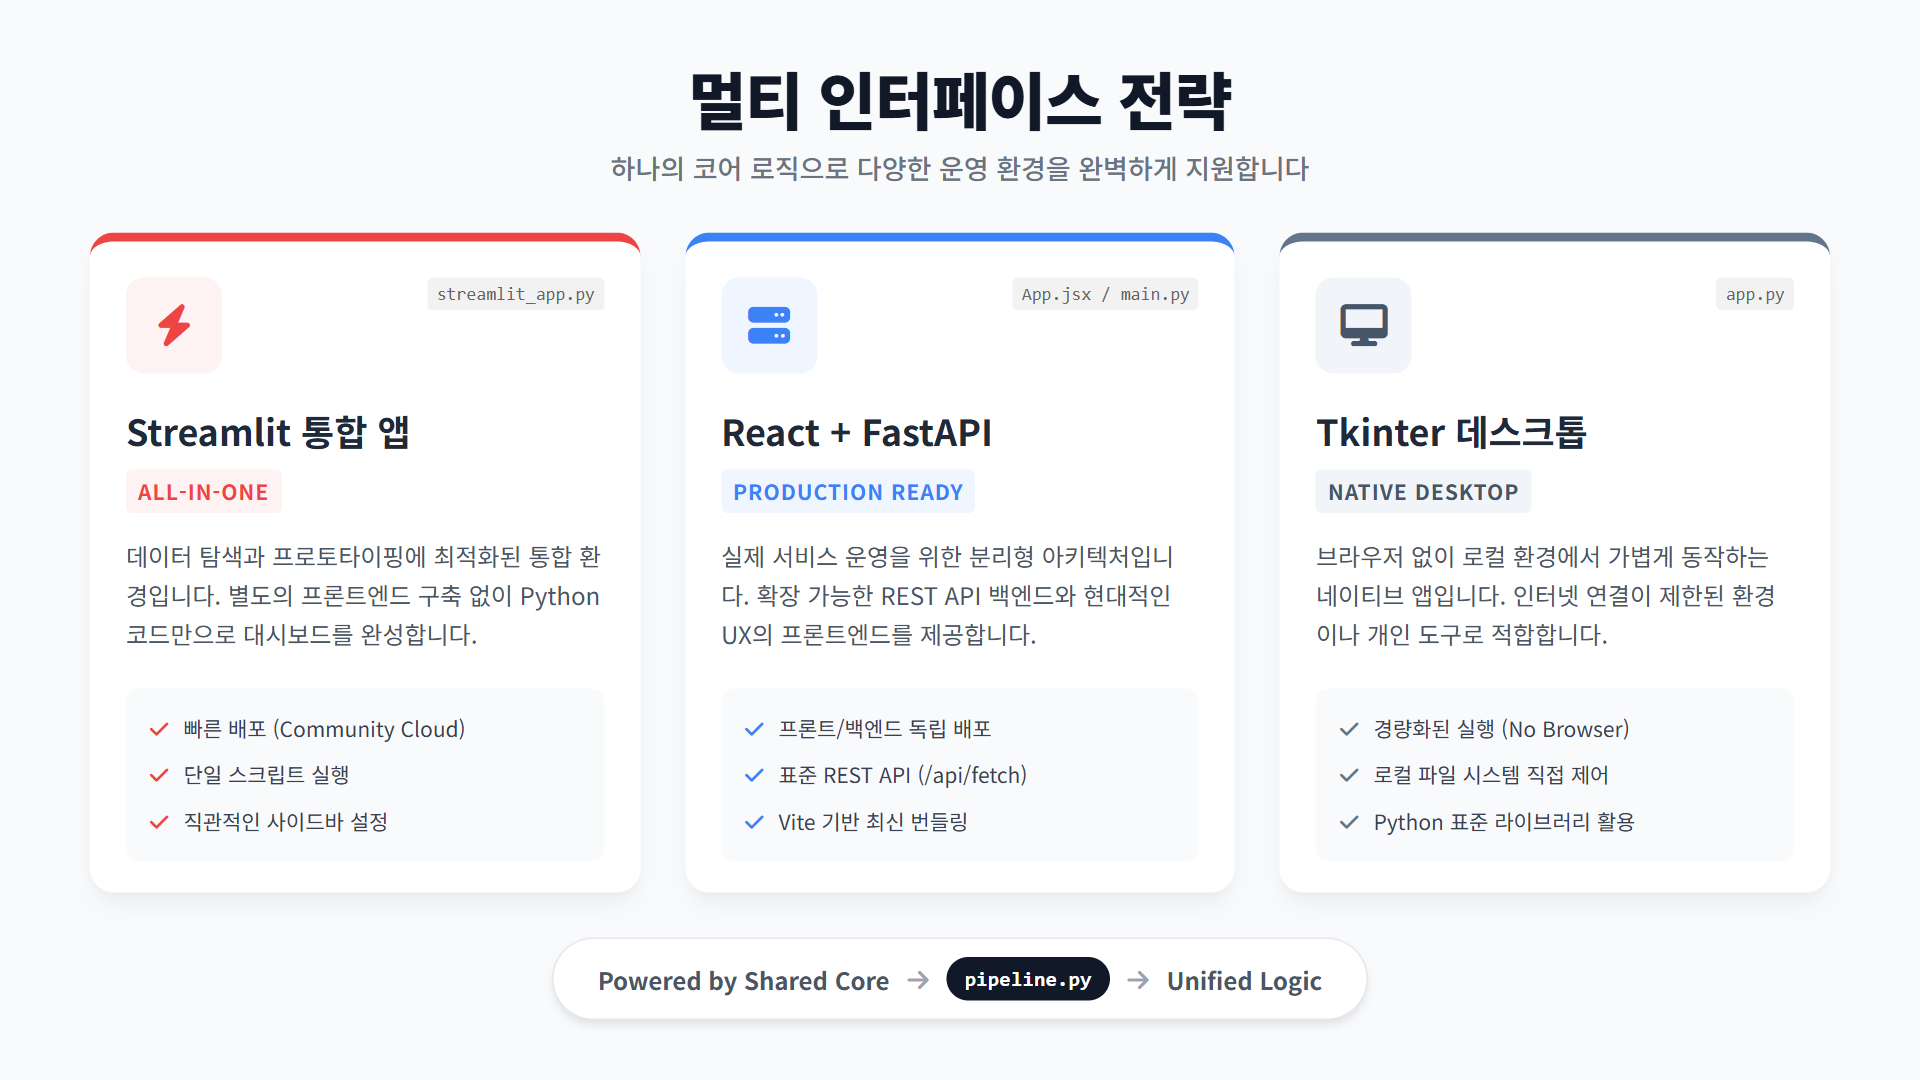 멀티 인터페이스 전략
하나의 코어 로직으로 다양한 운영 환경을 완벽하게 지원합니다
streamlit_app.py
Streamlit 통합 앱
ALL-IN-ONE
데이터 탐색과 프로토타이핑에 최적화된 통합 환
경입니다. 별도의 프론트엔드 구축 없이 Python
코드만으로 대시보드를 완성합니다.
빠른 배포 (Community Cloud)
단일 스크립트 실행
직관적인 사이드바 설정
App.jsx / main.py
React + FastAPI
PRODUCTION READY
실제 서비스 운영을 위한 분리형 아키텍처입니
다. 확장 가능한 REST API 백엔드와 현대적인
UX의 프론트엔드를 제공합니다.
프론트/백엔드 독립 배포
표준 REST API (/api/fetch)
Vite 기반 최신 번들링
app.py
Tkinter 데스크톱
NATIVE DESKTOP
브라우저 없이 로컬 환경에서 가볍게 동작하는
네이티브 앱입니다. 인터넷 연결이 제한된 환경
이나 개인 도구로 적합합니다.
경량화된 실행 (No Browser)
로컬 파일 시스템 직접 제어
Python 표준 라이브러리 활용
Powered by Shared Core → pipeline.py → Unified Logic